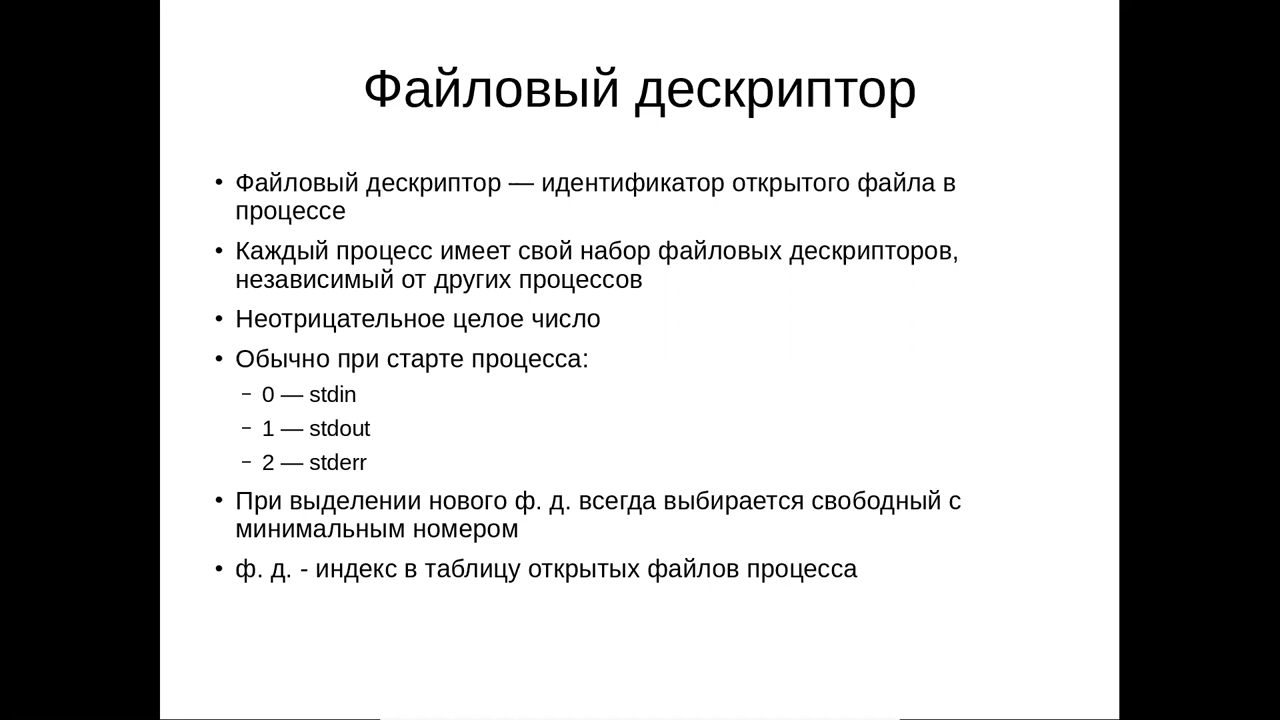 Файловый дескриптор
• Файловый дескриптор — идентификатор открытого файла в
процессе
• Каждый процесс имеет свой набор файловых дескрипторов,
независимый от других процессов
• Неотрицательное целое число
• Обычно при старте процесса:
– 0 — stdin
– 1 — stdout
– 2 — stderr
• При выделении нового ф. д. всегда выбирается свободный с
минимальным номером
• ф. д. - индекс в таблицу открытых файлов процесса